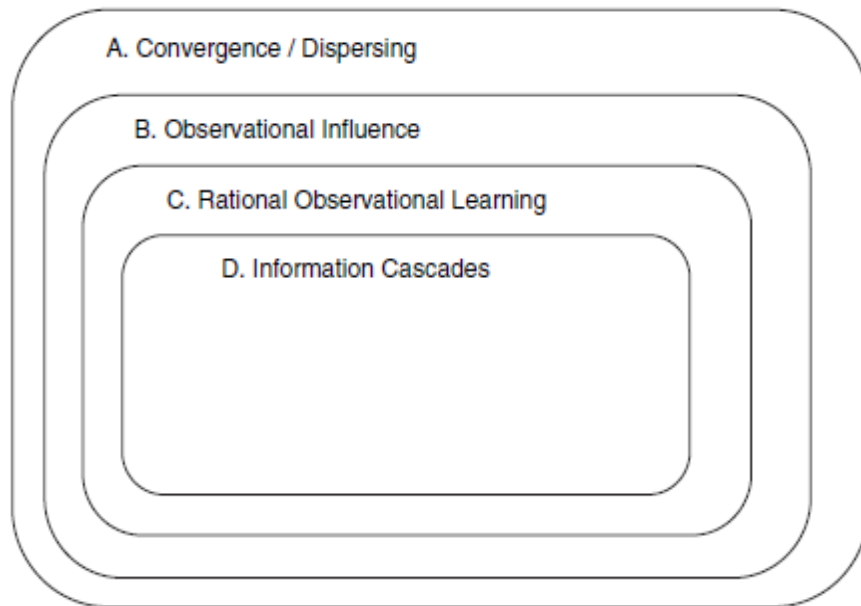 A. Convergence / Dispersing
B. Observational Influence
C. Rational Observational Learning
D. Information Cascades